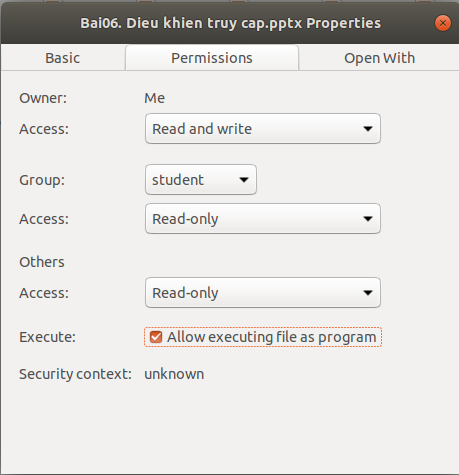 Bai06. Dieu khien truy cap.pptx Properties
Basic Permissions Open With
Owner: Me
Access: Read and write
Group: student
Access: Read-only
Others
Access: Read-only
Execute: Allow executing file as program
Security context: unknown